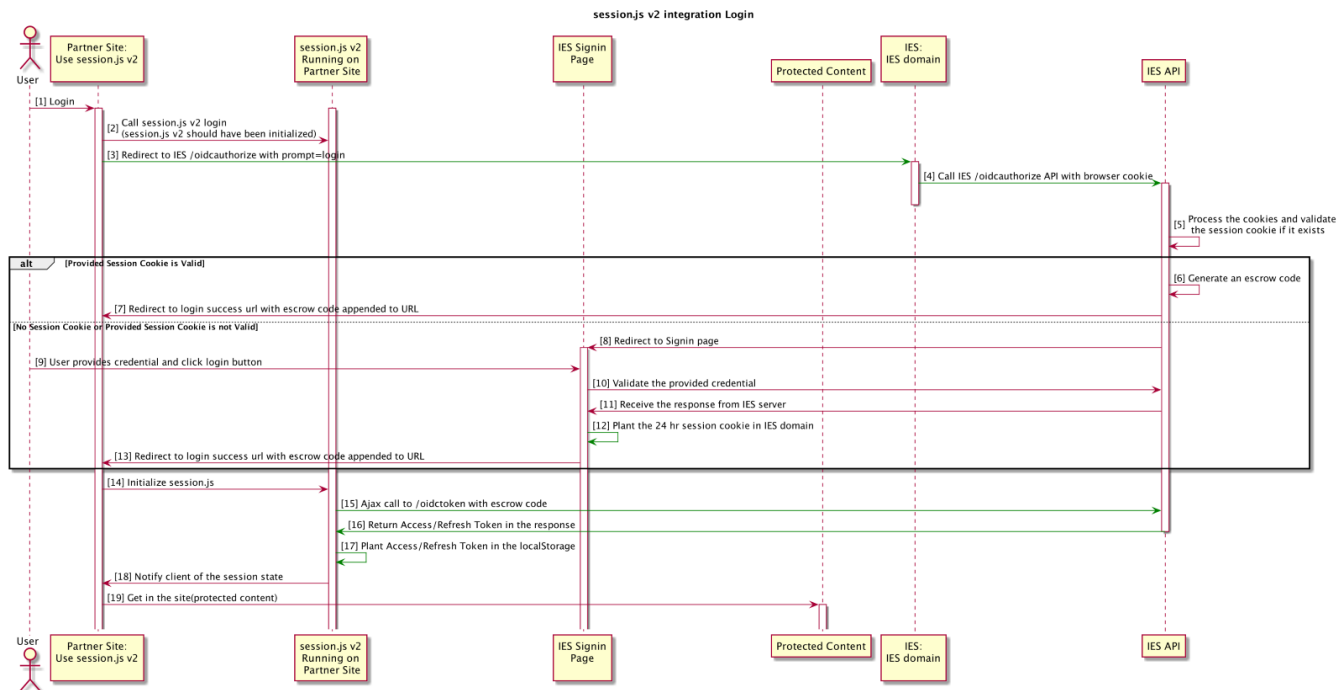 session.js v2 integration Login
User
Partner Site:
Use session.js v2
session.js v2
Running on
Partner Site
IES Signin
Page
Protected Content
IES:
IES domain
IES API
[1] Login
[2] Call session.js v2 login
(session.js v2 should have been initialized)
[3] Redirect to IES /oidcauthorize with prompt=login
[4] Call IES /oidcauthorize API with browser cookie
[5] Process the cookies and validate
the session cookie if it exists
alt [Provided Session Cookie is Valid]
[6] Generate an escrow code
[7] Redirect to login success url with escrow code appended to URL
[No Session Cookie or Provided Session Cookie is not Valid]
[8] Redirect to Signin page
[9] User provides credential and click login button
[10] Validate the provided credential
[11] Receive the response from IES server
[12] Plant the 24 hr session cookie in IES domain
[13] Redirect to login success url with escrow code appended to URL
[14] Initialize session.js
[15] Ajax call to /oidctoken with escrow code
[16] Return Access/Refresh Token in the response
[17] Plant Access/Refresh Token in the localStorage
[18] Notify client of the session state
[19] Get in the site(protected content)
User
Partner Site:
Use session.js v2
session.js v2
Running on
Partner Site
IES Signin
Page
Protected Content
IES:
IES domain
IES API